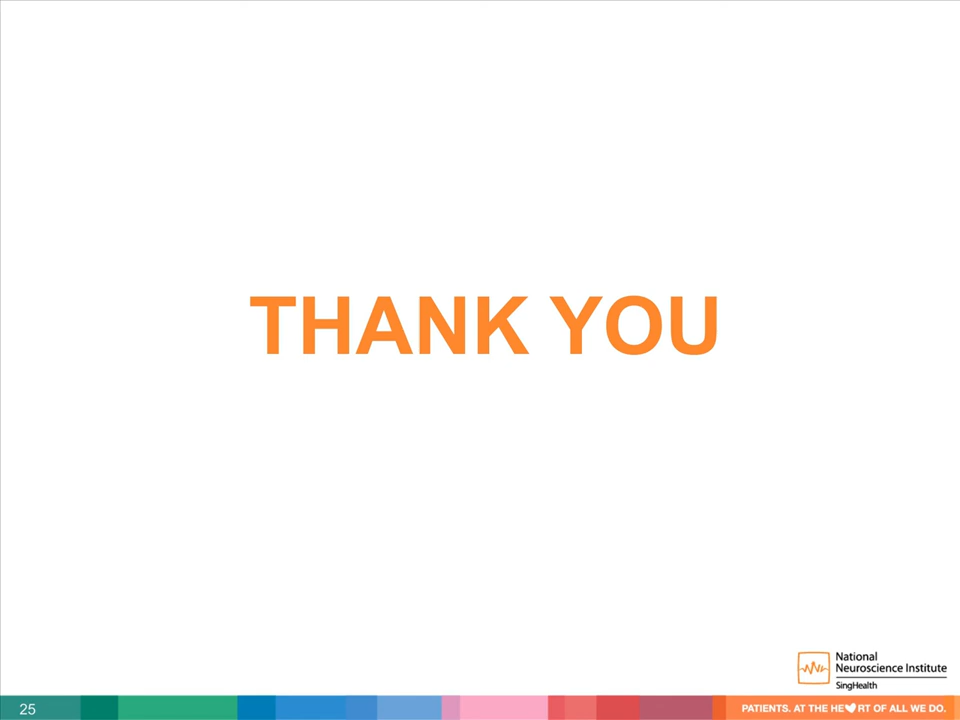 THANK YOU
National
Neuroscience Institute
SingHealth
25
PATIENTS. AT THE HE♥RT OF ALL WE DO.